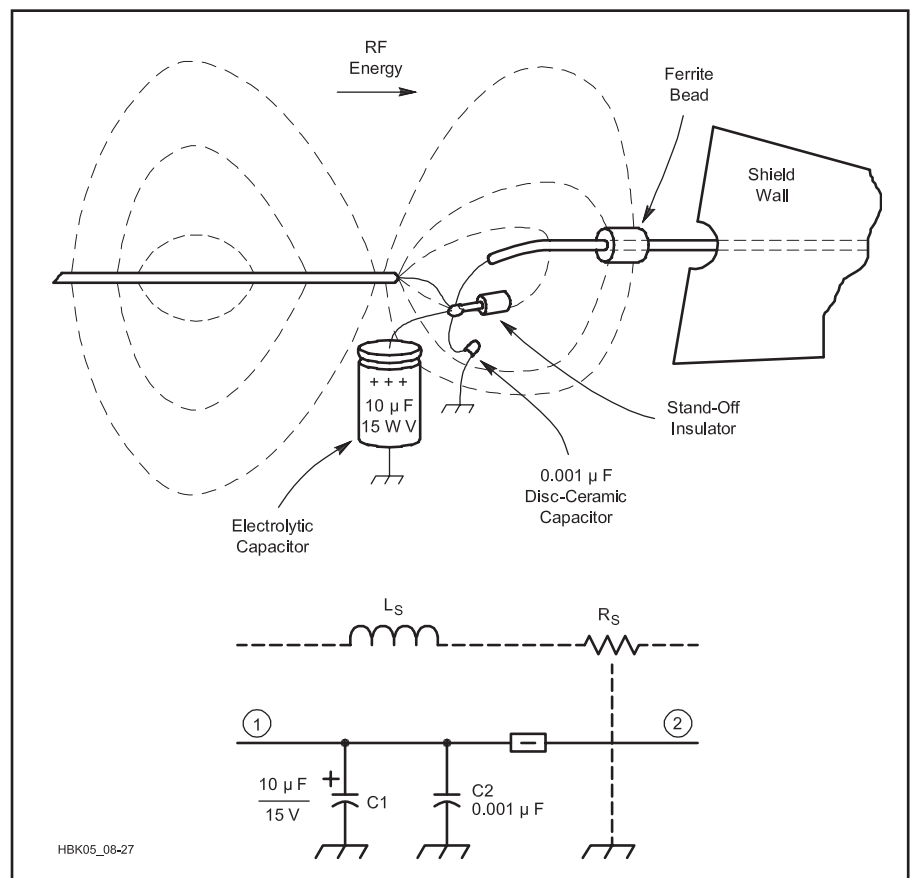 RF
Energy
Ferrite
Bead
Shield
Wall
+ + +
10 µ F
15 W V
Stand-Off
Insulator
0.001 µ F
Disc-Ceramic
Capacitor
Electrolytic
Capacitor
L_S
R_S
1
2
10 µ F
15 V
+
C1
C2
0.001 µ F
HBK05_08-27